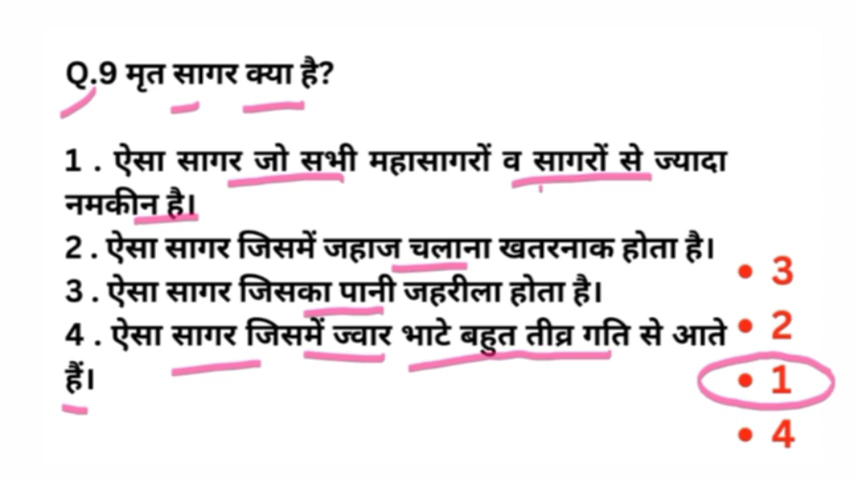 Q.9 मृत सागर क्या है?
1 . ऐसा सागर जो सभी महासागरों व सागरों से ज्यादा
नमकीन है।
2 . ऐसा सागर जिसमें जहाज चलाना खतरनाक होता है।
3 . ऐसा सागर जिसका पानी जहरीला होता है।
4 . ऐसा सागर जिसमें ज्वार भाटे बहुत तीव्र गति से आते
हैं।
• 3
• 2
• 1
• 4